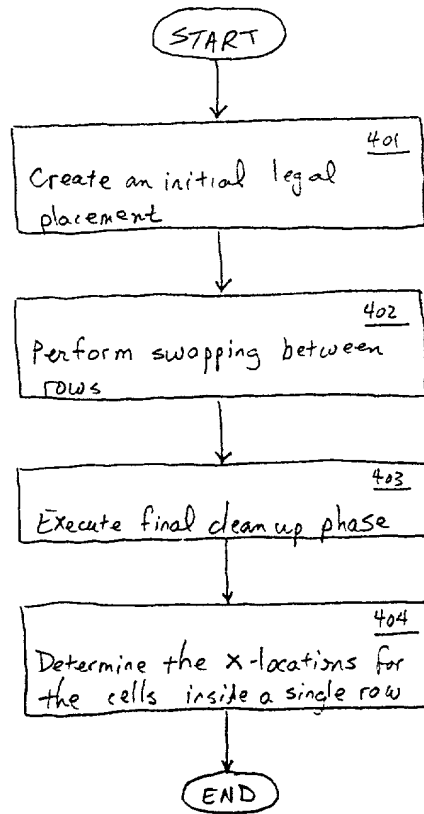 START
401
Create an initial legal
placement
402
Perform swapping between
rows
403
Execute final clean up phase
404
Determine the x-locations for
the cells inside a single row
END